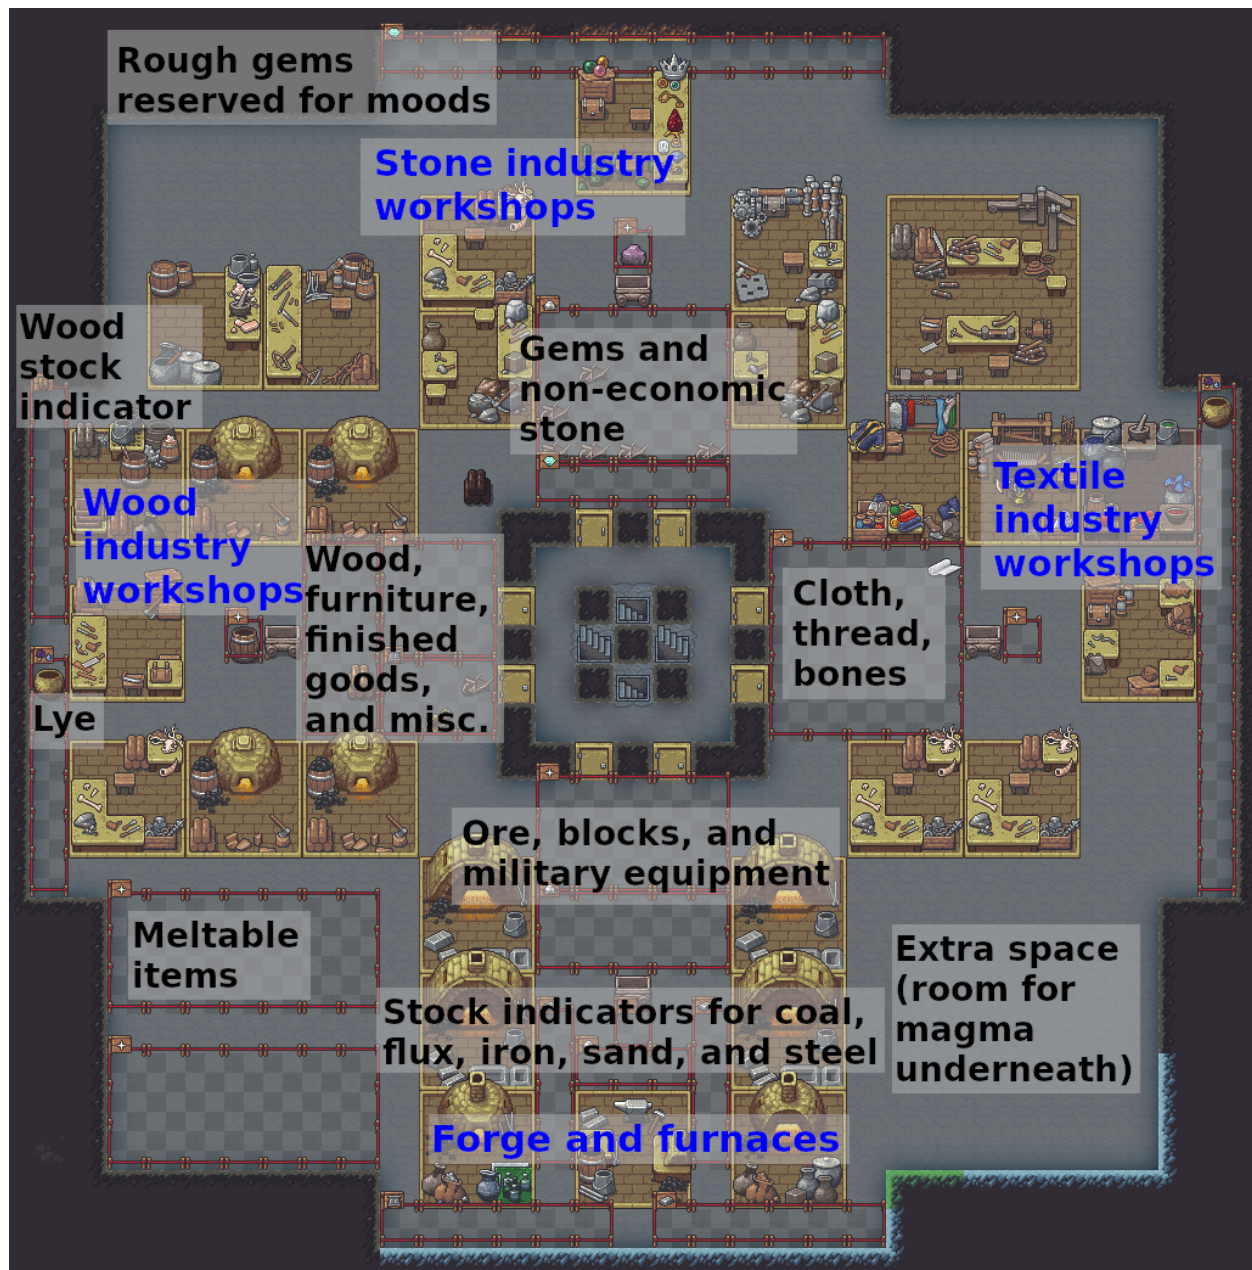 Rough gems
reserved for moods
Stone industry
workshops
Wood
stock
indicator
Gems and
non-economic
stone
Wood
industry
workshops
Wood,
furniture,
finished
goods,
and misc.
Textile
industry
workshops
Cloth,
thread,
bones
Lye
Ore, blocks, and
military equipment
Meltable
items
Stock indicators for coal,
flux, iron, sand, and steel
Extra space
(room for
magma
underneath)
Forge and furnaces